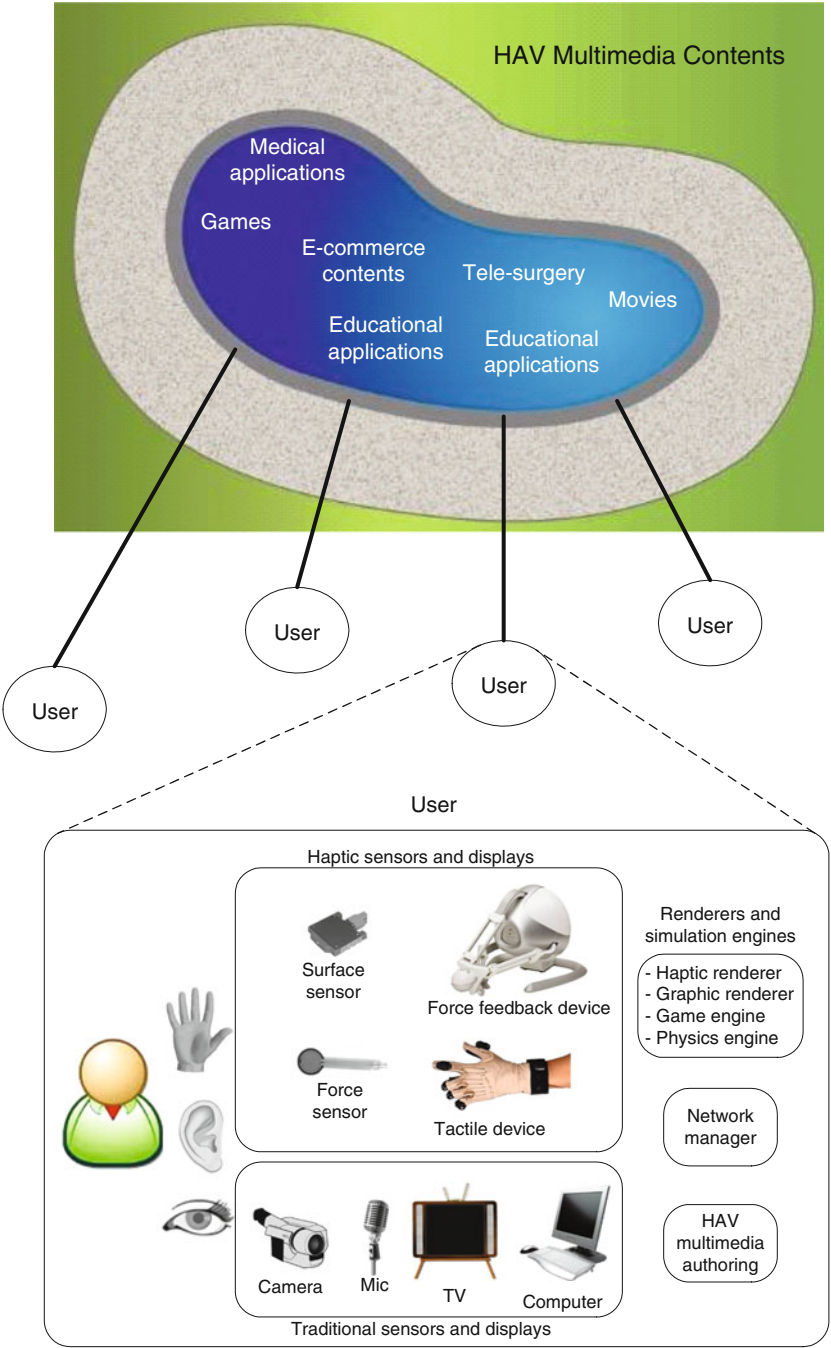 HAV Multimedia Contents
Medical
applications
Games
E-commerce
contents
Tele-surgery
Movies
Educational
applications
Educational
applications
User
User
User
User
User
Haptic sensors and displays
Surface
sensor
Force feedback device
Force
sensor
Tactile device
Renderers and
simulation engines
- Haptic renderer
- Graphic renderer
- Game engine
- Physics engine
Network
manager
HAV
multimedia
authoring
Camera
Mic
TV
Computer
Traditional sensors and displays